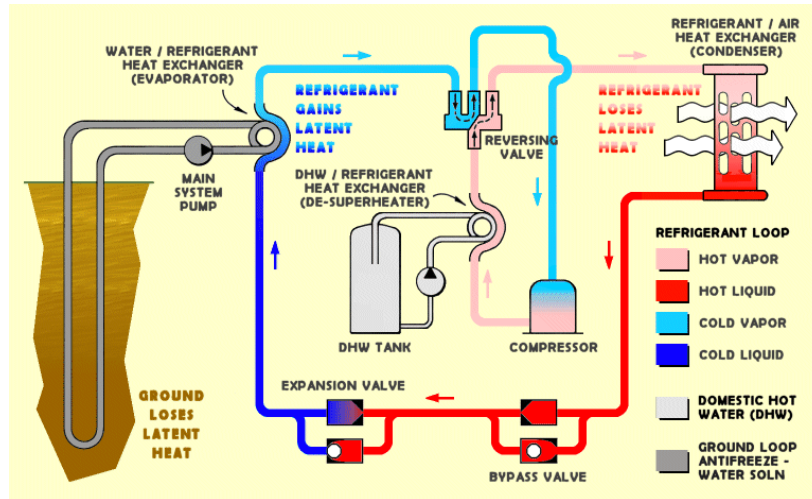 WATER / REFRIGERANT
HEAT EXCHANGER
(EVAPORATOR)
REFRIGERANT / AIR
HEAT EXCHANGER
(CONDENSER)
REFRIGERANT
GAINS
LATENT
HEAT
REFRIGERANT
LOSES
LATENT
HEAT
REVERSING
VALVE
MAIN
SYSTEM
PUMP
DHW / REFRIGERANT
HEAT EXCHANGER
(DE-SUPERHEATER)
DHW TANK
COMPRESSOR
REFRIGERANT LOOP
HOT VAPOR
HOT LIQUID
COLD VAPOR
COLD LIQUID
DOMESTIC HOT
WATER (DHW)
GROUND LOOP
ANTIFREEZE -
WATER SOLN
GROUND
LOSES
LATENT
HEAT
EXPANSION VALVE
BYPASS VALVE